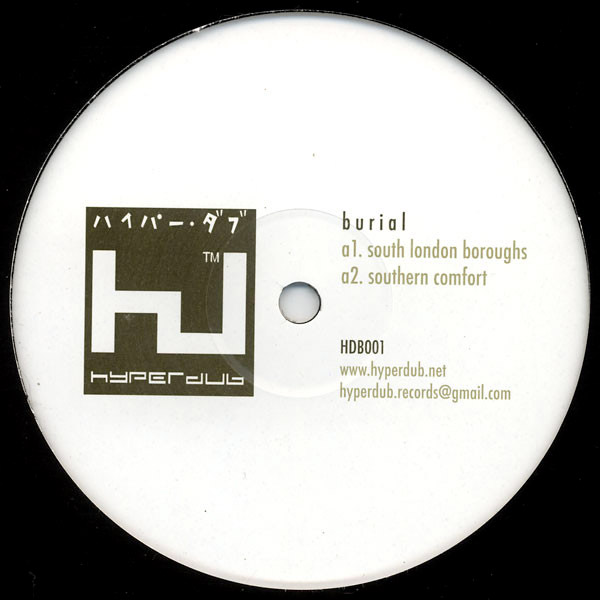 ハイパー・ダブ
TM
hyperdub
burial
a1. south london boroughs
a2. southern comfort
HDB001
www.hyperdub.net
hyperdub.records@gmail.com